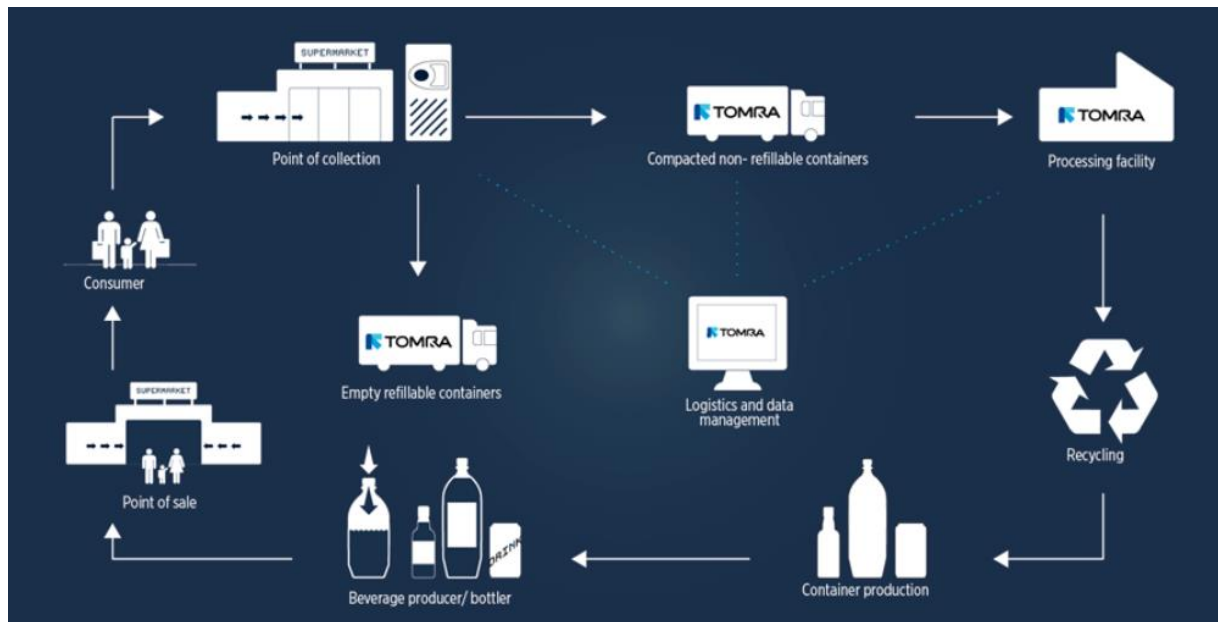 SUPERMARKET
Point of collection
TOMRA
Compacted non- refillable containers
TOMRA
Processing facility
Consumer
TOMRA
Empty refillable containers
TOMRA
Logistics and data
management
SUPERMARKET
Point of sale
Recycling
DRINK
Beverage producer/ bottler
Container production